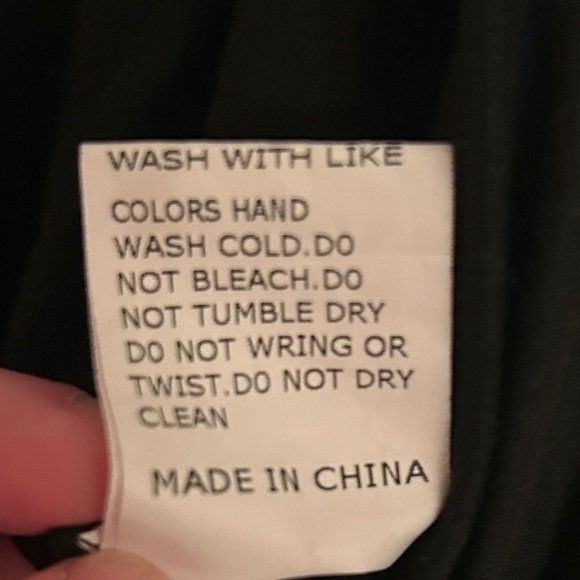 WASH WITH LIKE
COLORS HAND
WASH COLD.DO
NOT BLEACH.DO
NOT TUMBLE DRY
DO NOT WRING OR
TWIST.DO NOT DRY
CLEAN
MADE IN CHINA